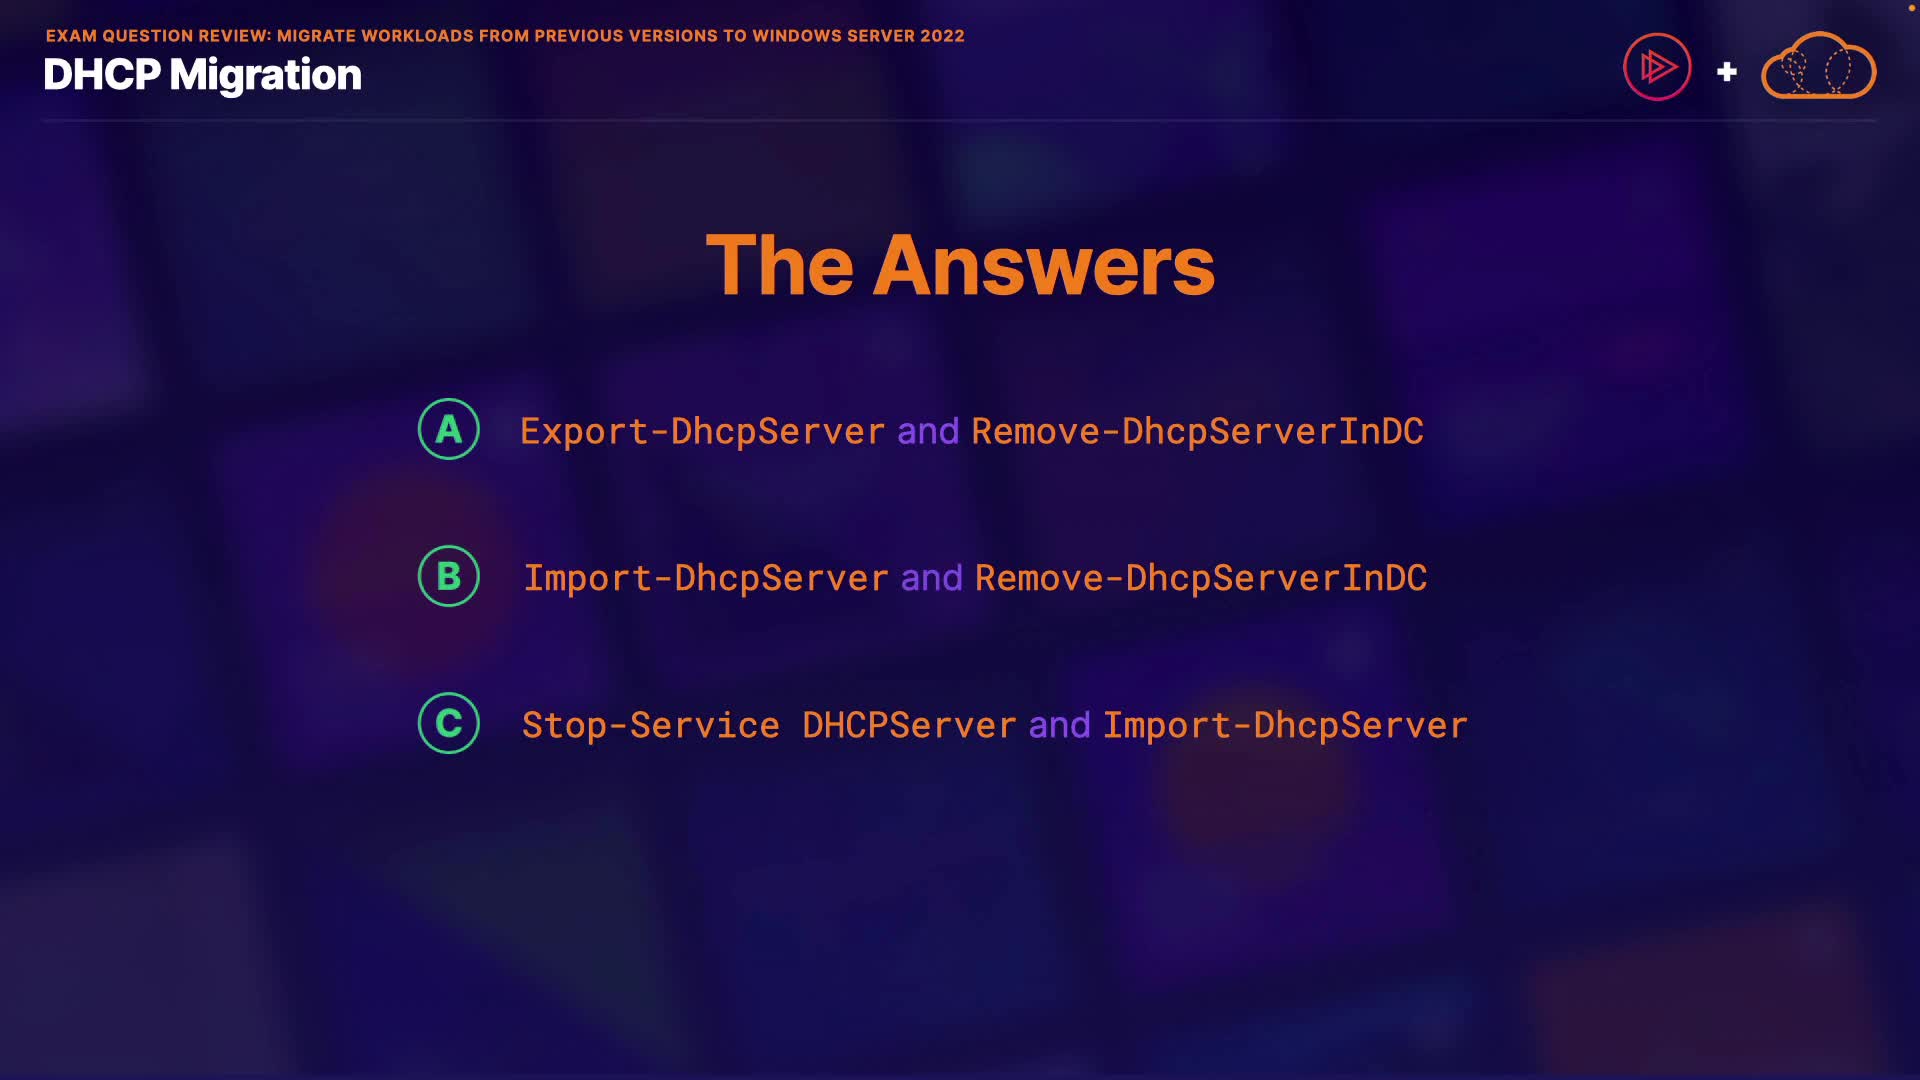 EXAM QUESTION REVIEW: MIGRATE WORKLOADS FROM PREVIOUS VERSIONS TO WINDOWS SERVER 2022
DHCP Migration
+
The Answers
A Export-DhcpServer and Remove-DhcpServerInDC
B Import-DhcpServer and Remove-DhcpServerInDC
C Stop-Service DHCPServer and Import-DhcpServer